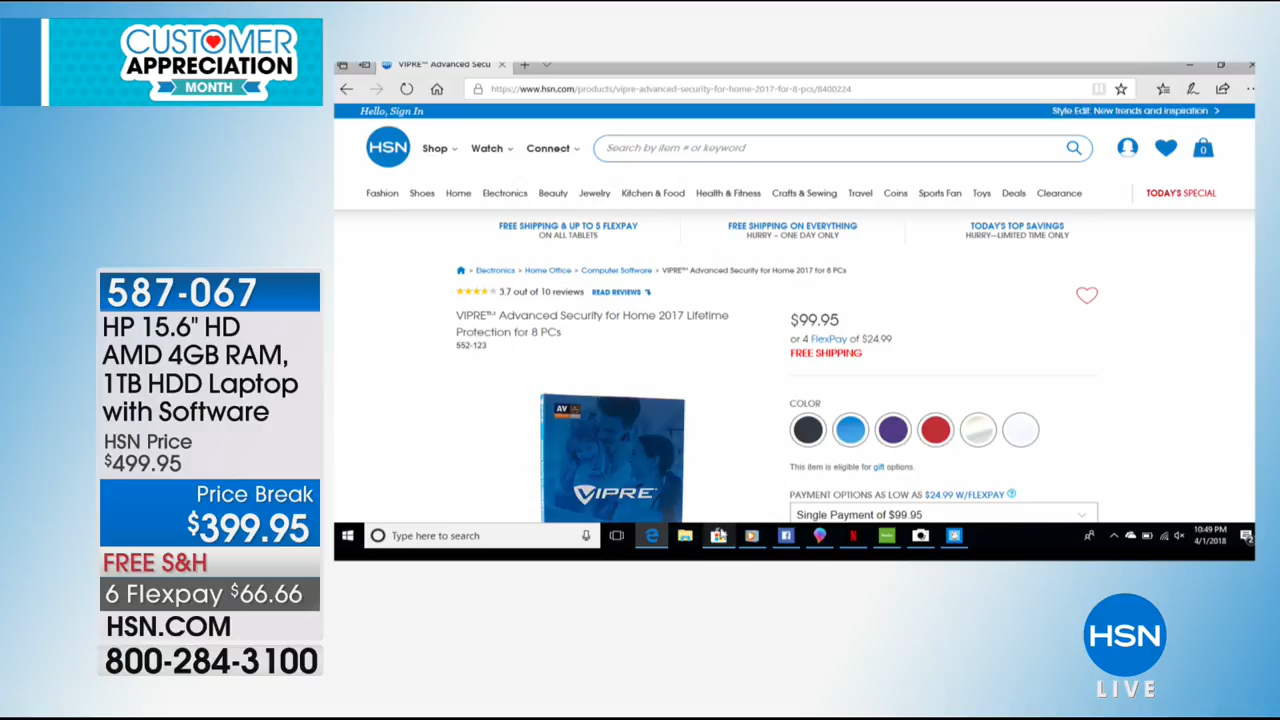 CUSTOMER
APPRECIATION
MONTH
587-067
HP 15.6" HD
AMD 4GB RAM,
1TB HDD Laptop
with Software
HSN Price
$499.95
Price Break
$399.95
FREE S&H
6 Flexpay $66.66
HSN.COM
800-284-3100
VIPRE™ Advanced Secu
https://www.hsn.com/products/vipre-advanced-security-for-home-2017-for-8-pcs/8400224
Hello, Sign In
Style Edit: New trends and inspiration >
HSN
Shop
Watch
Connect
Search by item # or keyword
0
Fashion Shoes Home Electronics Beauty Jewelry Kitchen & Food Health & Fitness Crafts & Sewing Travel Coins Sports Fan Toys Deals Clearance
TODAY'S SPECIAL
FREE SHIPPING & UP TO 5 FLEXPAY
ON ALL TABLETS
FREE SHIPPING ON EVERYTHING
HURRY – ONE DAY ONLY
TODAY'S TOP SAVINGS
HURRY—LIMITED TIME ONLY
> Electronics > Home Office > Computer Software > VIPRE™ Advanced Security for Home 2017 for 8 PCs
3.7 out of 10 reviews READ REVIEWS
VIPRE™ Advanced Security for Home 2017 Lifetime
Protection for 8 PCs
552-123
$99.95
or 4 FlexPay of $24.99
FREE SHIPPING
COLOR
This item is eligible for gift options.
PAYMENT OPTIONS AS LOW AS $24.99 W/FLEXPAY
Single Payment of $99.95
AV
VIPRE
Type here to search
10:49 PM
4/1/2018
HSN
LIVE